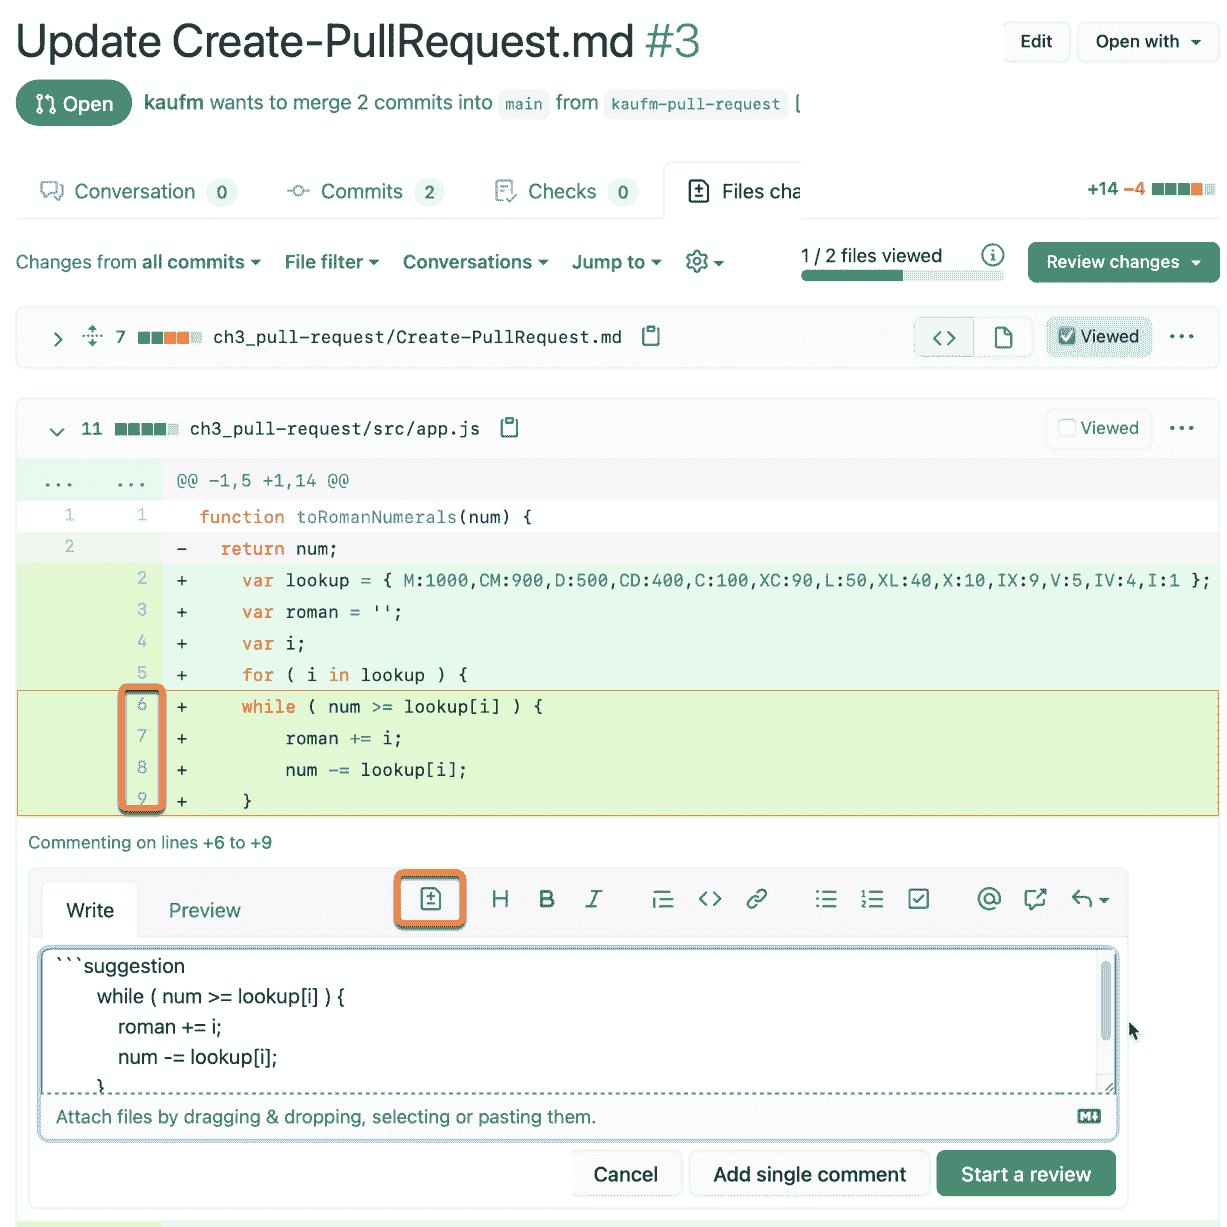 Update Create-PullRequest.md #3
Edit
Open with
Open
kaufm wants to merge 2 commits into main from kaufm-pull-request
Conversation 0
Commits 2
Checks 0
Files cha
+14 −4
Changes from all commits
File filter
Conversations
Jump to
1 / 2 files viewed
Review changes
7 ch3_pull-request/Create-PullRequest.md
Viewed
11 ch3_pull-request/src/app.js
Viewed
... ... @@ -1,5 +1,14 @@
1 1 function toRomanNumerals(num) {
2 - return num;
2 + var lookup = { M:1000,CM:900,D:500,CD:400,C:100,XC:90,L:50,XL:40,X:10,IX:9,V:5,IV:4,I:1 };
3 + var roman = '';
4 + var i;
5 + for ( i in lookup ) {
6 + while ( num >= lookup[i] ) {
7 + roman += i;
8 + num -= lookup[i];
9 + }
Commenting on lines +6 to +9
Write
Preview
H B I
```suggestion
while ( num >= lookup[i] ) {
roman += i;
num -= lookup[i];
}
Attach files by dragging & dropping, selecting or pasting them.
M
Cancel
Add single comment
Start a review